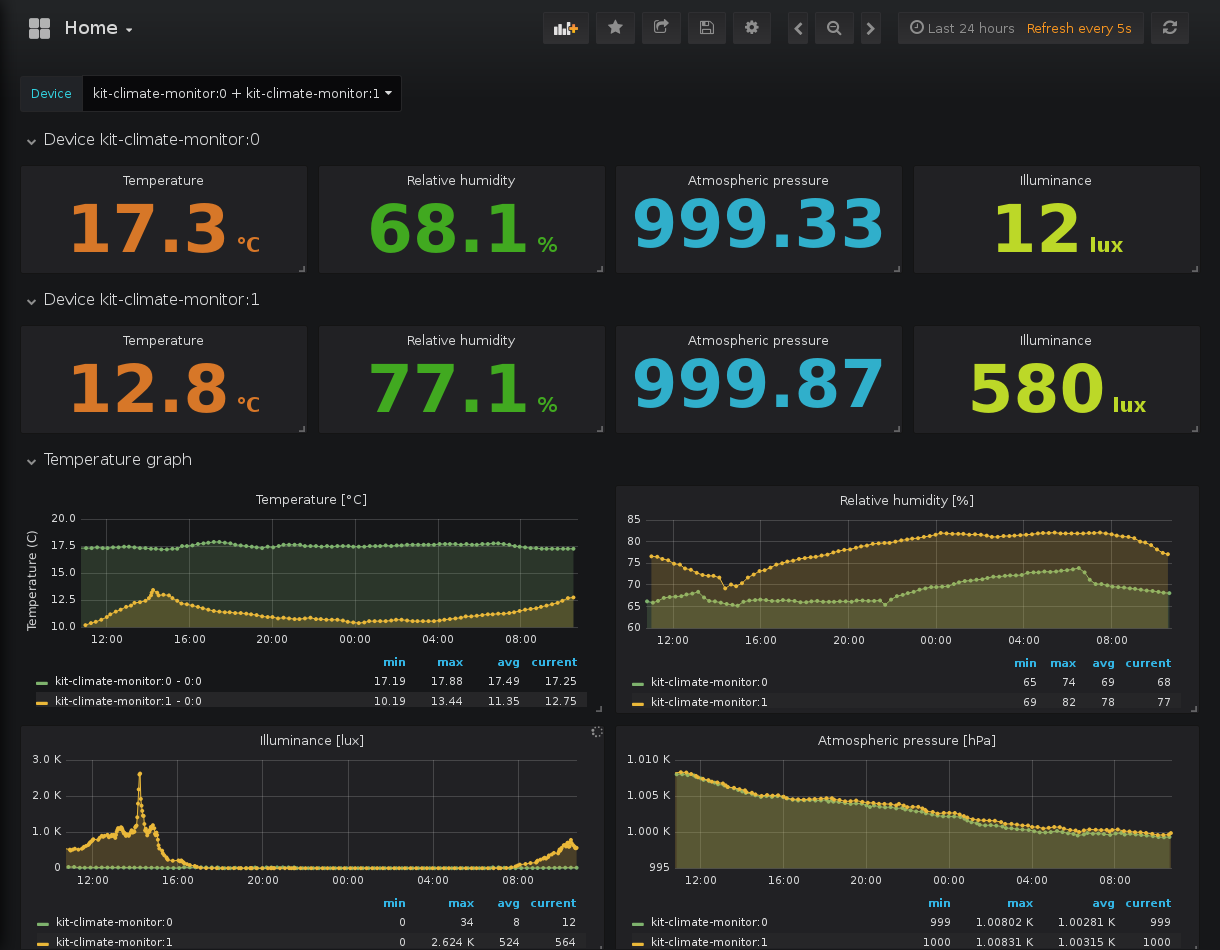 Home
Last 24 hours Refresh every 5s
Device kit-climate-monitor:0 + kit-climate-monitor:1
Device kit-climate-monitor:0
Temperature Relative humidity Atmospheric pressure Illuminance
17.3 °C 68.1 % 999.33 12 lux
Device kit-climate-monitor:1
Temperature Relative humidity Atmospheric pressure Illuminance
12.8 °C 77.1 % 999.87 580 lux
Temperature graph
Temperature [°C]
Temperature (C)
20.0
17.5
15.0
12.5
10.0
12:00 16:00 20:00 00:00 04:00 08:00
min max avg current
kit-climate-monitor:0 - 0:0 17.19 17.88 17.49 17.25
kit-climate-monitor:1 - 0:0 10.19 13.44 11.35 12.75
Relative humidity [%]
85
80
75
70
65
60
12:00 16:00 20:00 00:00 04:00 08:00
min max avg current
kit-climate-monitor:0 65 74 69 68
kit-climate-monitor:1 69 82 78 77
Illuminance [lux]
3.0 K
2.0 K
1.0 K
0
12:00 16:00 20:00 00:00 04:00 08:00
min max avg current
kit-climate-monitor:0 0 34 8 12
kit-climate-monitor:1 0 2.624 K 524 564
Atmospheric pressure [hPa]
1.010 K
1.005 K
1.000 K
995
12:00 16:00 20:00 00:00 04:00 08:00
min max avg current
kit-climate-monitor:0 999 1.00802 K 1.00281 K 999
kit-climate-monitor:1 1000 1.00831 K 1.00315 K 1000